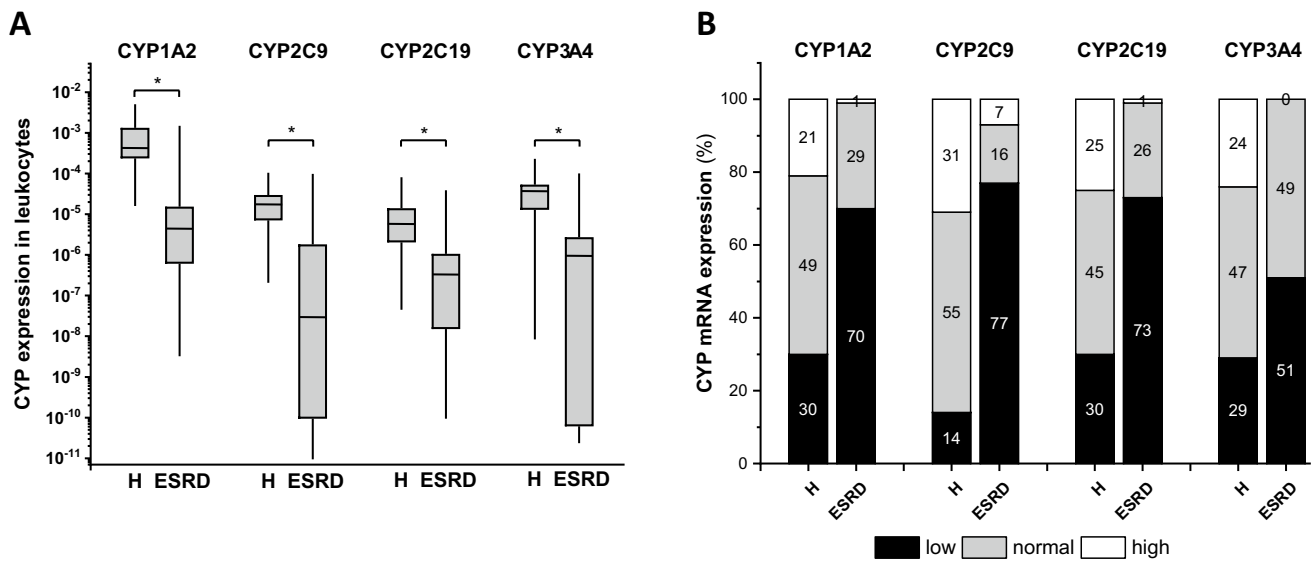 A
CYP1A2 CYP2C9 CYP2C19 CYP3A4
* * * *
CYP expression in leukocytes
10⁻²
10⁻³
10⁻⁴
10⁻⁵
10⁻⁶
10⁻⁷
10⁻⁸
10⁻⁹
10⁻¹⁰
10⁻¹¹
H ESRD H ESRD H ESRD H ESRD
B
CYP1A2 CYP2C9 CYP2C19 CYP3A4
CYP mRNA expression (%)
100
80
60
40
20
0
21 49 30
1 29 70
31 55 14
7 16 77
25 45 30
1 26 73
24 47 29
0 49 51
H ESRD H ESRD H ESRD H ESRD
low normal high